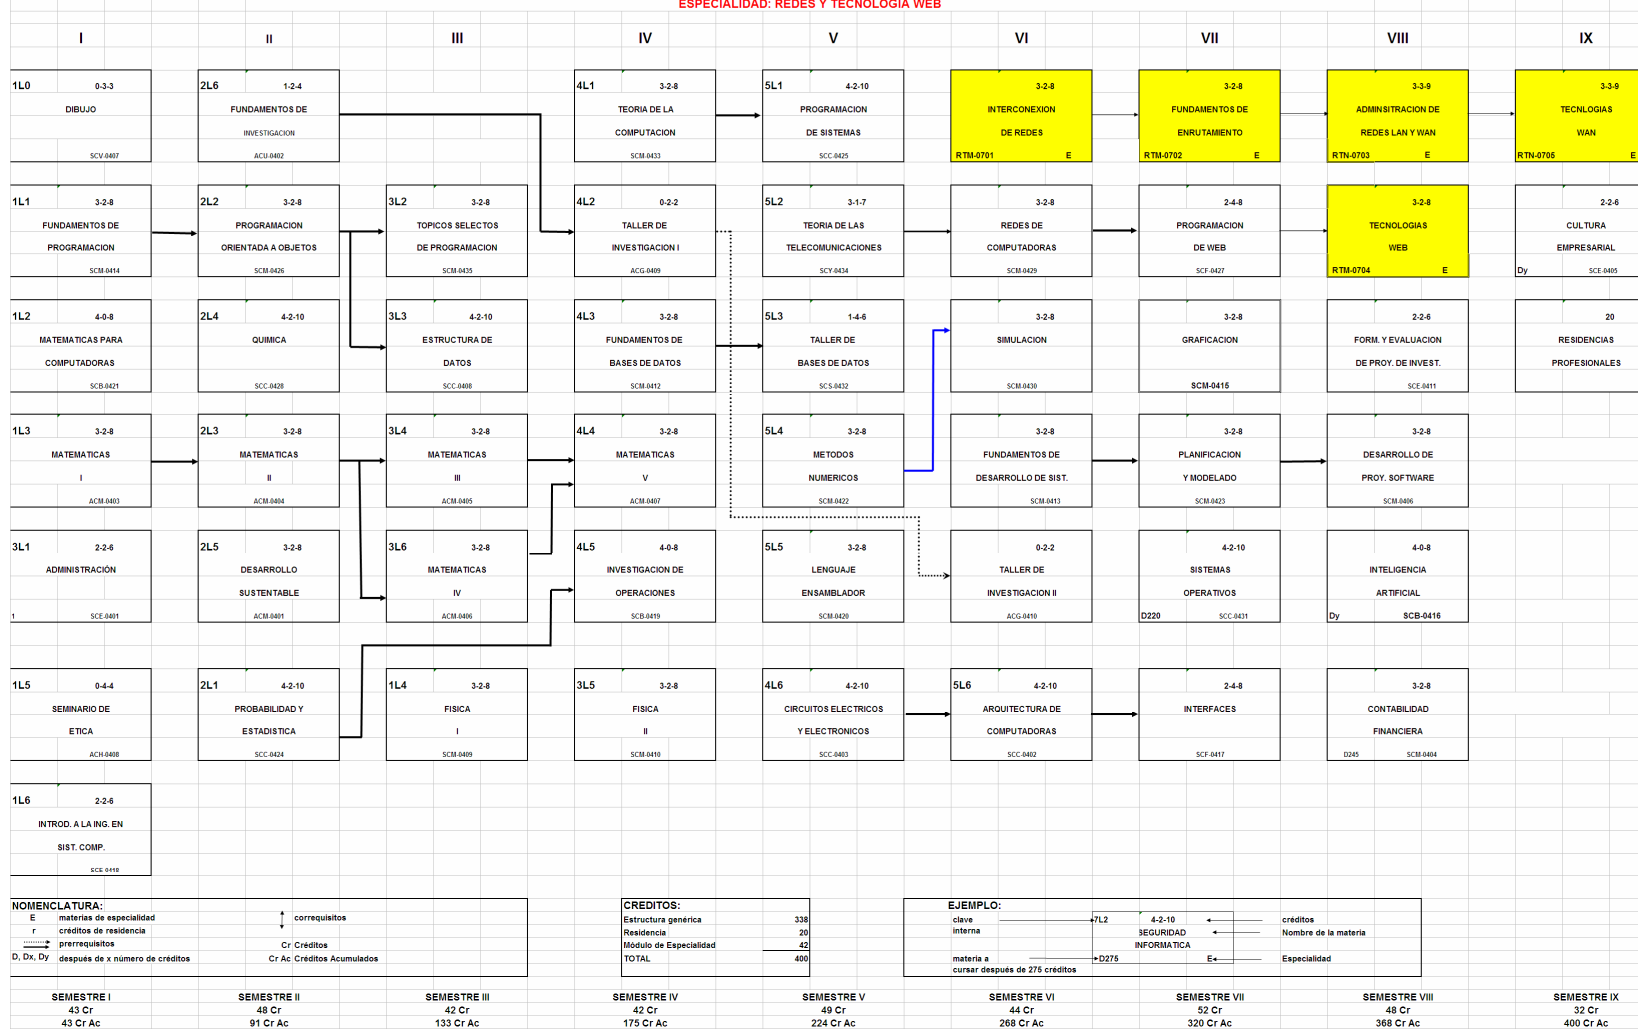 ESPECIALIDAD: REDES Y TECNOLOGIA WEB
I II III IV V VI VII VIII IX
1L0 0-3-3
DIBUJO
SCV-0407
2L6 1-2-4
FUNDAMENTOS DE
INVESTIGACION
ACU-0402
4L1 3-2-8
TEORIA DE LA
COMPUTACION
SCM-0433
5L1 4-2-10
PROGRAMACION
DE SISTEMAS
SCC-0425
3-2-8
INTERCONEXION
DE REDES
RTM-0701 E
3-2-8
FUNDAMENTOS DE
ENRUTAMIENTO
RTM-0702 E
3-3-9
ADMINSITRACION DE
REDES LAN Y WAN
RTN-0703 E
3-3-9
TECNLOGIAS
WAN
RTN-0705 E
1L1 3-2-8
FUNDAMENTOS DE
PROGRAMACION
SCM-0414
2L2 3-2-8
PROGRAMACION
ORIENTADA A OBJETOS
SCM-0426
3L2 3-2-8
TOPICOS SELECTOS
DE PROGRAMACION
SCM-0435
4L2 0-2-2
TALLER DE
INVESTIGACION I
ACG-0409
5L2 3-1-7
TEORIA DE LAS
TELECOMUNICACIONES
SCY-0434
3-2-8
REDES DE
COMPUTADORAS
SCM-0429
2-4-8
PROGRAMACION
DE WEB
SCF-0427
3-2-8
TECNOLOGIAS
WEB
RTM-0704 E
2-2-6
CULTURA
EMPRESARIAL
Dy SCE-0405
1L2 4-0-8
MATEMATICAS PARA
COMPUTADORAS
SCB-0421
2L4 4-2-10
QUIMICA
SCC-0428
3L3 4-2-10
ESTRUCTURA DE
DATOS
SCC-0408
4L3 3-2-8
FUNDAMENTOS DE
BASES DE DATOS
SCM-0412
5L3 1-4-6
TALLER DE
BASES DE DATOS
SCS-0432
3-2-8
SIMULACION
SCM-0430
3-2-8
GRAFICACION
SCM-0415
2-2-6
FORM. Y EVALUACION
DE PROY. DE INVEST.
SCE-0411
20
RESIDENCIAS
PROFESIONALES
1L3 3-2-8
MATEMATICAS
I
ACM-0403
2L3 3-2-8
MATEMATICAS
II
ACM-0404
3L4 3-2-8
MATEMATICAS
III
ACM-0405
4L4 3-2-8
MATEMATICAS
V
ACM-0407
5L4 3-2-8
METODOS
NUMERICOS
SCM-0422
3-2-8
FUNDAMENTOS DE
DESARROLLO DE SIST.
SCM-0413
3-2-8
PLANIFICACION
Y MODELADO
SCM-0423
3-2-8
DESARROLLO DE
PROY. SOFTWARE
SCM-0406
3L1 2-2-6
ADMINISTRACIÓN
1 SCE-0401
2L5 3-2-8
DESARROLLO
SUSTENTABLE
ACM-0401
3L6 3-2-8
MATEMATICAS
IV
ACM-0406
4L5 4-0-8
INVESTIGACION DE
OPERACIONES
SCB-0419
5L5 3-2-8
LENGUAJE
ENSAMBLADOR
SCM-0420
0-2-2
TALLER DE
INVESTIGACION II
ACG-0410
4-2-10
SISTEMAS
OPERATIVOS
D220 SCC-0431
4-0-8
INTELIGENCIA
ARTIFICIAL
Dy SCB-0416
1L5 0-4-4
SEMINARIO DE
ETICA
ACH-0408
2L1 4-2-10
PROBABILIDAD Y
ESTADISTICA
SCC-0424
1L4 3-2-8
FISICA
I
SCM-0409
3L5 3-2-8
FISICA
II
SCM-0410
4L6 4-2-10
CIRCUITOS ELECTRICOS
Y ELECTRONICOS
SCC-0403
5L6 4-2-10
ARQUITECTURA DE
COMPUTADORAS
SCC-0402
2-4-8
INTERFACES
SCF-0417
3-2-8
CONTABILIDAD
FINANCIERA
D245 SCM-0404
1L6 2-2-6
INTROD. A LA ING. EN
SIST. COMP.
SCE-0418
NOMENCLATURA:
E materias de especialidad
r créditos de residencia
prerrequisitos
D, Dx, Dy después de x número de créditos
correquisitos
Cr Créditos
Cr Ac Créditos Acumulados
CREDITOS:
Estructura genérica 338
Residencia 20
Módulo de Especialidad 42
TOTAL 400
EJEMPLO:
clave 7L2 4-2-10 créditos
interna SEGURIDAD Nombre de la materia
INFORMATICA
materia a D275 E Especialidad
cursar después de 275 créditos
SEMESTRE I SEMESTRE II SEMESTRE III SEMESTRE IV SEMESTRE V SEMESTRE VI SEMESTRE VII SEMESTRE VIII SEMESTRE IX
43 Cr 48 Cr 42 Cr 42 Cr 49 Cr 44 Cr 52 Cr 48 Cr 32 Cr
43 Cr Ac 91 Cr Ac 133 Cr Ac 175 Cr Ac 224 Cr Ac 268 Cr Ac 320 Cr Ac 368 Cr Ac 400 Cr Ac